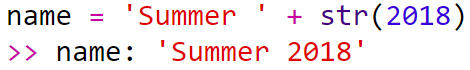 name = 'Summer ' + str(2018)
>> name: 'Summer 2018'